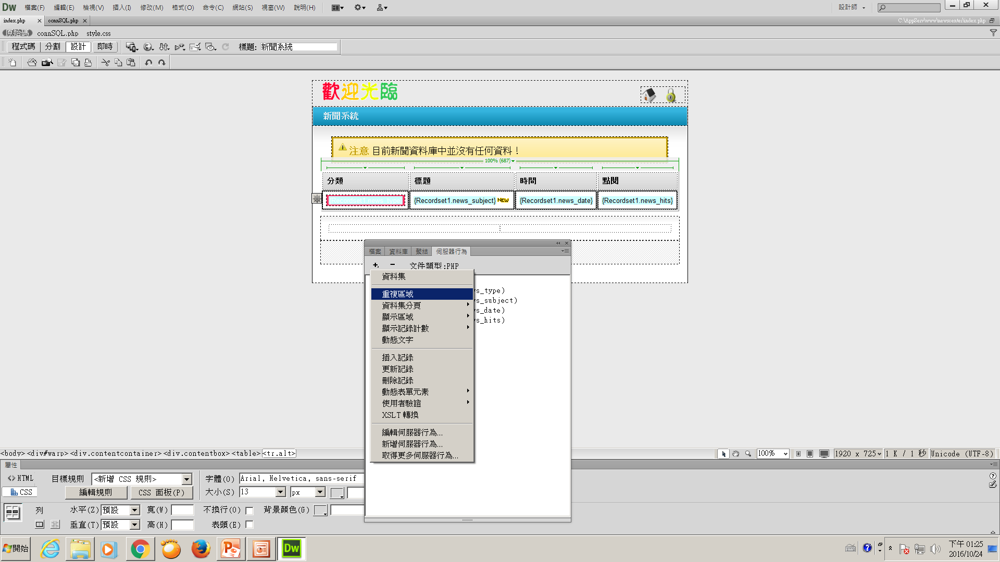 Dw 檔案(F) 編輯(E) 檢視(V) 插入(I) 修改(M) 格式(O) 命令(C) 網站(S) 視窗(W) 說明(H) 設計師
index.php connSQL.php C:\AppServ\www\newscenter\index.php
原始碼 connSQL.php style.css
程式碼 分割 設計 即時 標題: 新聞系統
歡迎光臨
新聞系統
注意 目前新聞資料庫中並沒有任何資料！
100% (687)
分類 標題 時間 點閱
{Recordset1.news_type} {Recordset1.news_subject} NEW {Recordset1.news_date} {Recordset1.news_hits}
檔案 資料庫 繫結 伺服器行為
文件類型:PHP
資料集
重複區域
資料集分頁
顯示區域
顯示記錄計數
動態文字
插入記錄
更新記錄
刪除記錄
動態表單元素
使用者驗證
XSLT 轉換
編輯伺服器行為...
新增伺服器行為...
取得更多伺服器行為...
s_type)
s_subject)
s_date)
s_hits)
<body> <div#warp> <div.contentcontainer> <div.contentbox> <table> <tr.alt> 100% 1920 x 725 1 K / 1 秒 Unicode (UTF-8)
屬性
<> HTML 目標規則 <新增 CSS 規則> 字體(O) Arial, Helvetica, sans-serif
CSS 編輯規則 CSS 面板(P) 大小(S) 13 px
列 水平(Z) 預設 寬(W) 不換行(O) 背景顏色(G)
垂直(T) 預設 高(H) 表頭(E)
開始 Dw 下午 01:25
2016/10/24